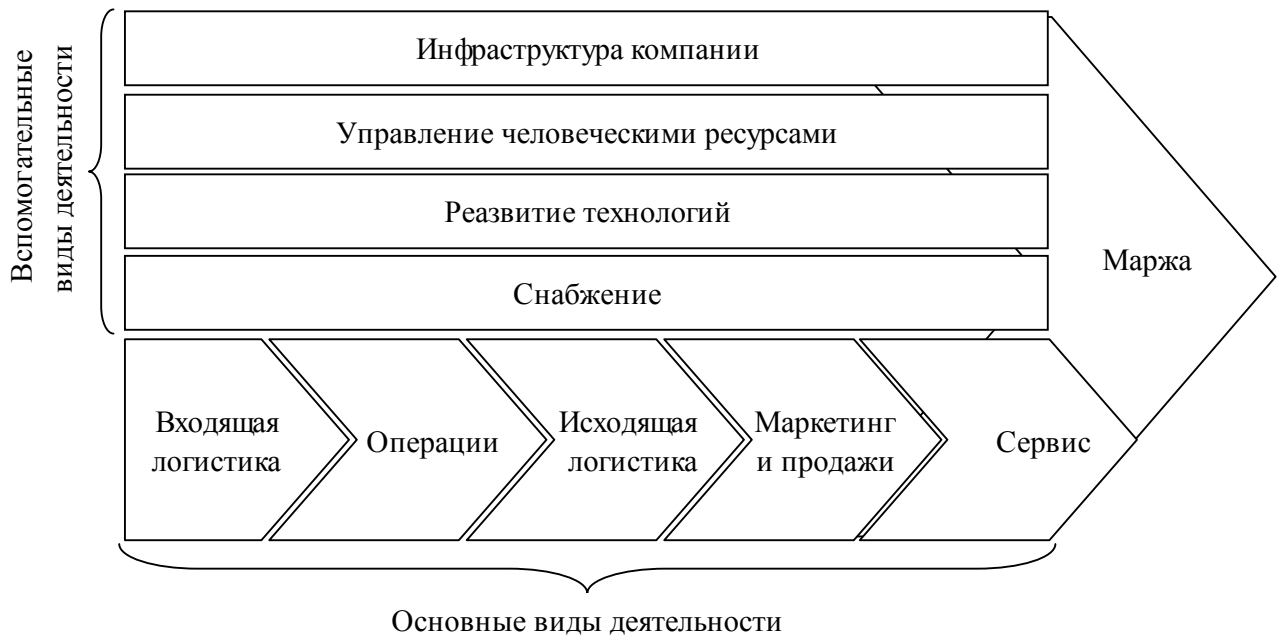 Вспомогательные
виды деятельности
Инфраструктура компании
Управление человеческими ресурсами
Реазвитие технологий
Снабжение
Маржа
Входящая
логистика
Операции
Исходящая
логистика
Маркетинг
и продажи
Сервис
Основные виды деятельности